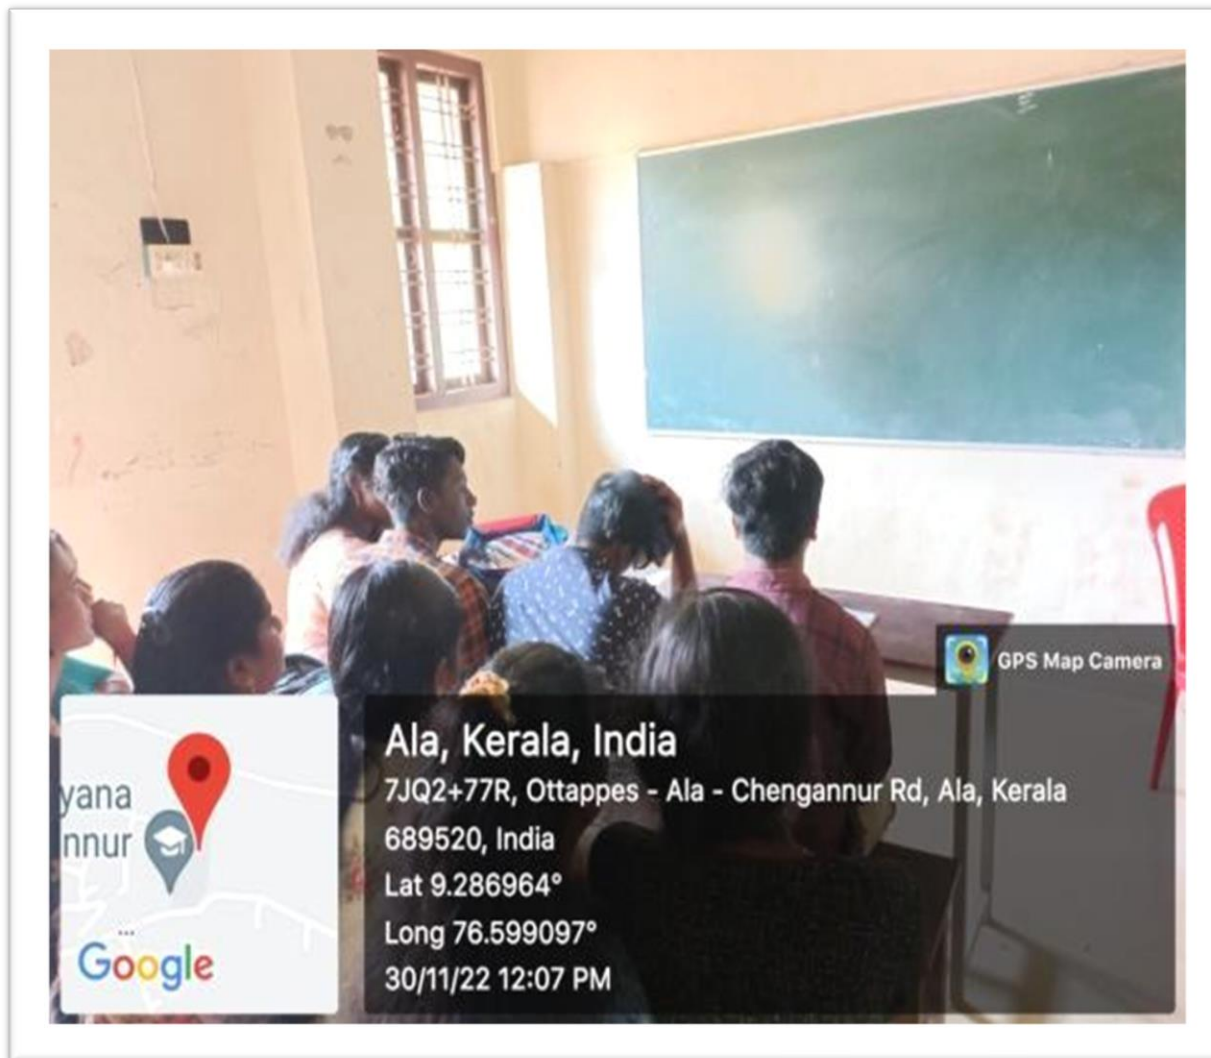 GPS Map Camera
Ala, Kerala, India
7JQ2+77R, Ottappes - Ala - Chengannur Rd, Ala, Kerala
689520, India
Lat 9.286964°
Long 76.599097°
30/11/22 12:07 PM
yana
nnur
...
Google